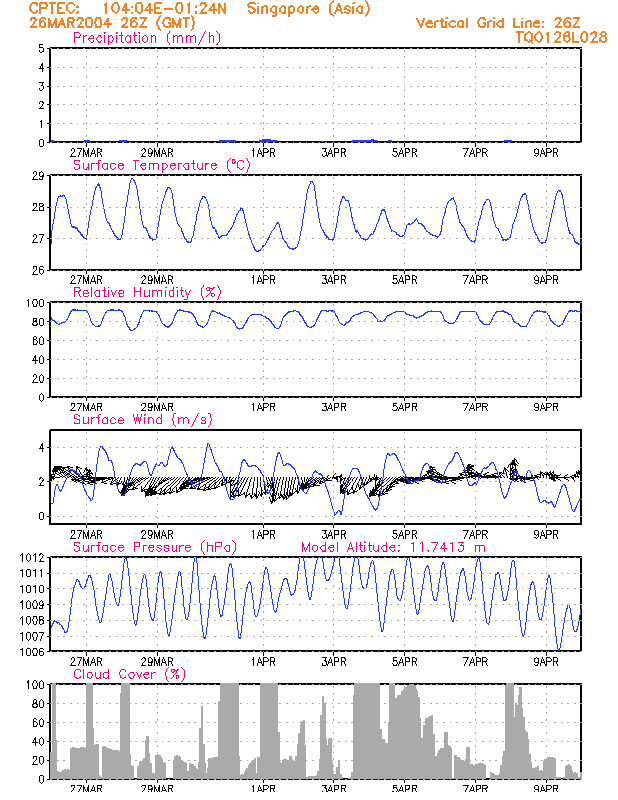 CPTEC: 104:04E-01:24N Singapore (Asia)
26MAR2004 26Z (GMT) Vertical Grid Line: 26Z
Precipitation (mm/h) TQ0126L028
5
4
3
2
1
0
27MAR 29MAR 1APR 3APR 5APR 7APR 9APR
Surface Temperature (°C)
29
28
27
26
27MAR 29MAR 1APR 3APR 5APR 7APR 9APR
Relative Humidity (%)
100
80
60
40
20
0
27MAR 29MAR 1APR 3APR 5APR 7APR 9APR
Surface Wind (m/s)
4
2
0
27MAR 29MAR 1APR 3APR 5APR 7APR 9APR
Surface Pressure (hPa) Model Altitude: 11.7413 m
1012
1011
1010
1009
1008
1007
1006
27MAR 29MAR 1APR 3APR 5APR 7APR 9APR
Cloud Cover (%)
100
80
60
40
20
0
27MAR 29MAR 1APR 3APR 5APR 7APR 9APR